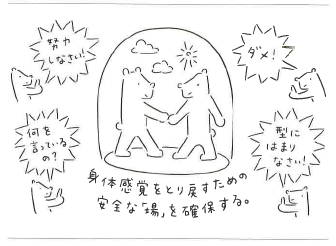 努力
しなさい!
ダメ!
何を
言っている
の?
型に
はまり
なさい!
身体感覚をとり戻すための
安全な「場」を確保する。